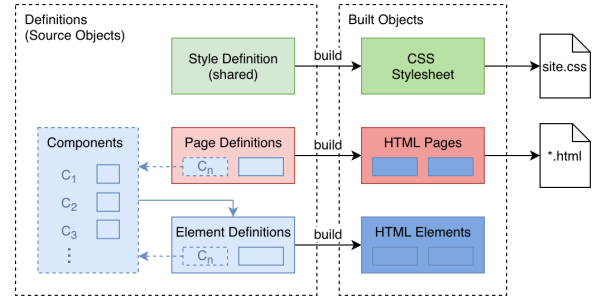 Definitions
(Source Objects)
Built Objects
Style Definition
(shared)
build
CSS
Stylesheet
site.css
Components
C1
C2
C3
⋮
Page Definitions
Cn
build
HTML Pages
*.html
Element Definitions
Cn
build
HTML Elements